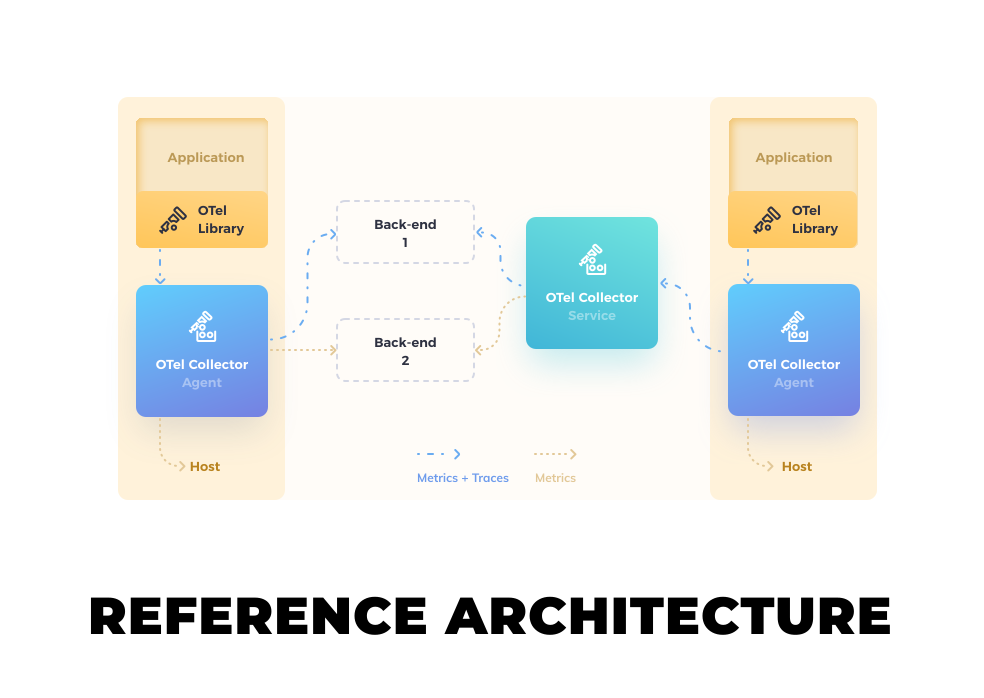 Application
OTel
Library
OTel Collector
Agent
Host
Back-end
1
Back-end
2
OTel Collector
Service
Metrics + Traces
Metrics
Application
OTel
Library
OTel Collector
Agent
Host
REFERENCE ARCHITECTURE